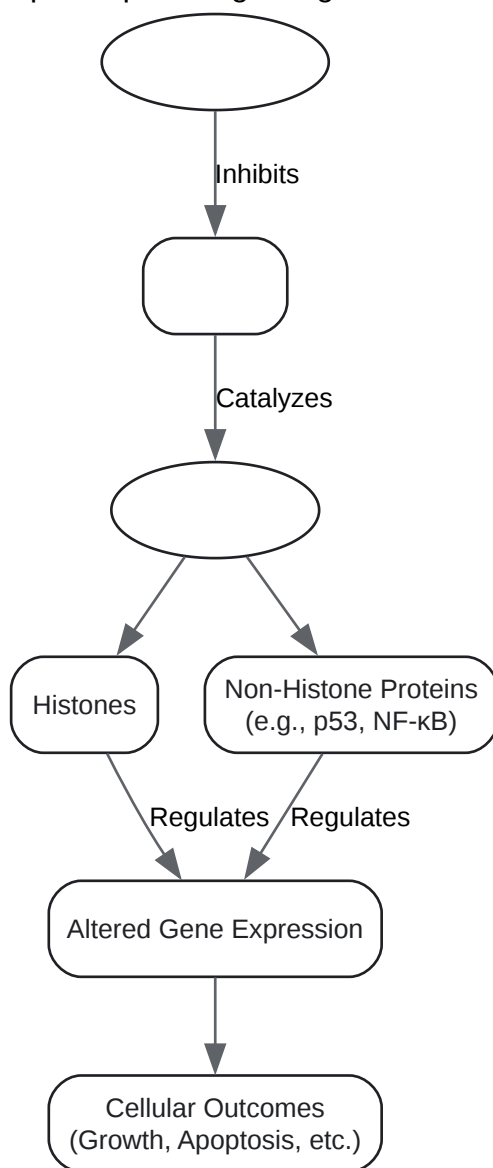 Inhibits
Catalyzes
Histones
Non-Histone Proteins
(e.g., p53, NF-κB)
Regulates
Regulates
Altered Gene Expression
Cellular Outcomes
(Growth, Apoptosis, etc.)